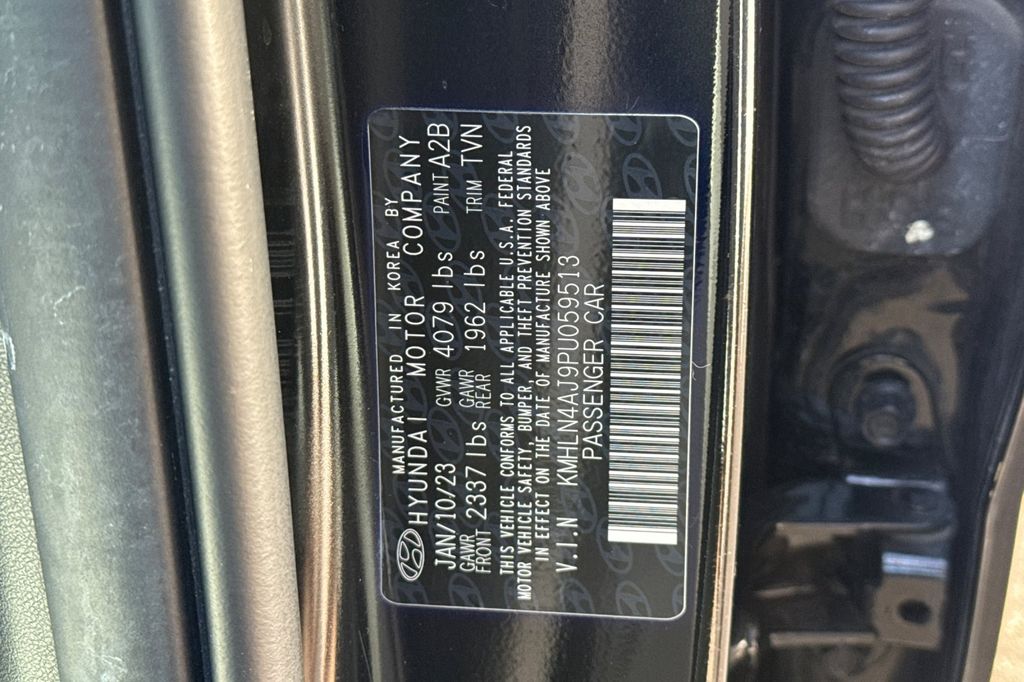 MANUFACTURED IN KOREA BY
HYUNDAI MOTOR COMPANY
JAN/10/23 GVWR 4079 lbs PAINT A2B
GAWR FRONT 2337 lbs GAWR REAR 1962 lbs TRIM TVN
THIS VEHICLE CONFORMS TO ALL APPLICABLE U.S.A. FEDERAL
MOTOR VEHICLE SAFETY, BUMPER, AND THEFT PREVENTION STANDARDS
IN EFFECT ON THE DATE OF MANUFACTURE SHOWN ABOVE
V.I.N KMHLN4AJ9PU059513
PASSENGER CAR